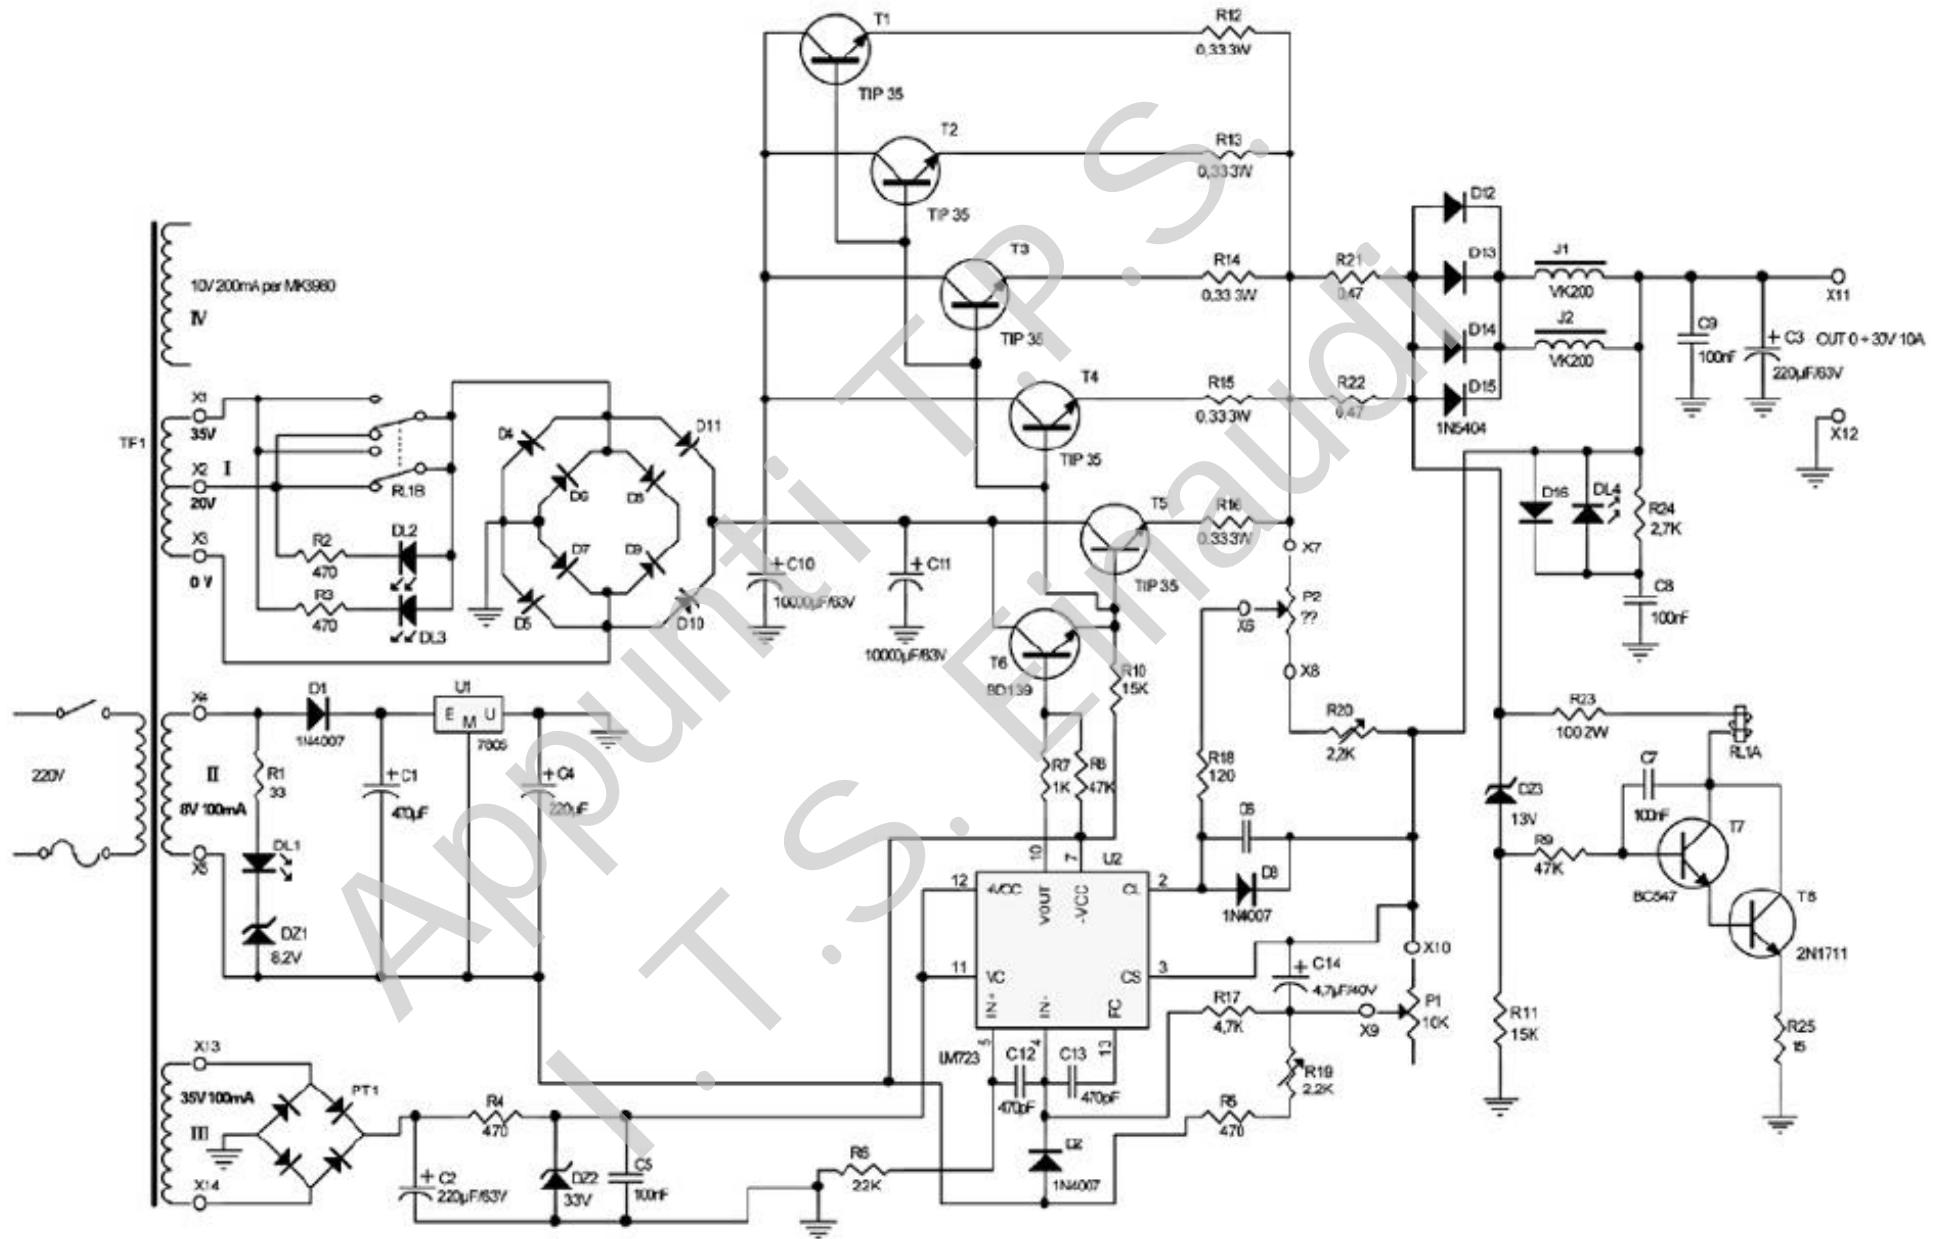 T1
TIP 35
R12
0,33 3W
T2
TIP 35
R13
0,33 3W
T3
TIP 35
R14
0,33 3W
R21
0,47
T4
TIP 35
R15
0,33 3W
R22
0,47
T5
TIP 35
R16
0.33 3W
D12
D13
D14
D15
1N5404
J1
VK200
J2
VK200
X11
C9
100nF
+ C3
220µF/63V
OUT 0 ÷ 30V 10A
X12
D16
DL4
R24
2,7K
C8
100nF
10V 200mA per MK3980
IV
TF1
X1
35V
X2
I
20V
X3
0 V
RL1B
R2
470
DL2
R3
470
DL3
D4
D11
D6
D8
D7
D9
D5
D10
+ C10
10000µF/63V
+ C11
10000µF/63V
T6
BD139
R10
15K
X7
P2
??
X6
X8
R20
2,2K
R18
120
R7
1K
R8
47K
220V
X4
II
8V 100mA
X5
D1
1N4007
U1
E M U
7805
R1
33
DL1
DZ1
8,2V
+ C1
470µF
+ C4
220µF
R23
100 2W
RL1A
C7
100nF
DZ3
13V
R9
47K
T7
BC547
T8
2N1711
R11
15K
R25
15
U2
10
7
12
+VCC
VOUT
-VCC
CL
2
11
VC
CS
3
IN+
IN-
FC
5
4
13
LM723
D3
1N4007
+ C14
4,7µF/40V
X10
X9
P1
10K
R17
4,7K
R19
2,2K
R5
470
C12
470pF
C13
470pF
D2
1N4007
R6
22K
X13
35V 100mA
III
X14
PT1
R4
470
+ C2
220µF/63V
DZ2
33V
C5
100nF
Appunti T.P.S.
I.T.S. Einaudi